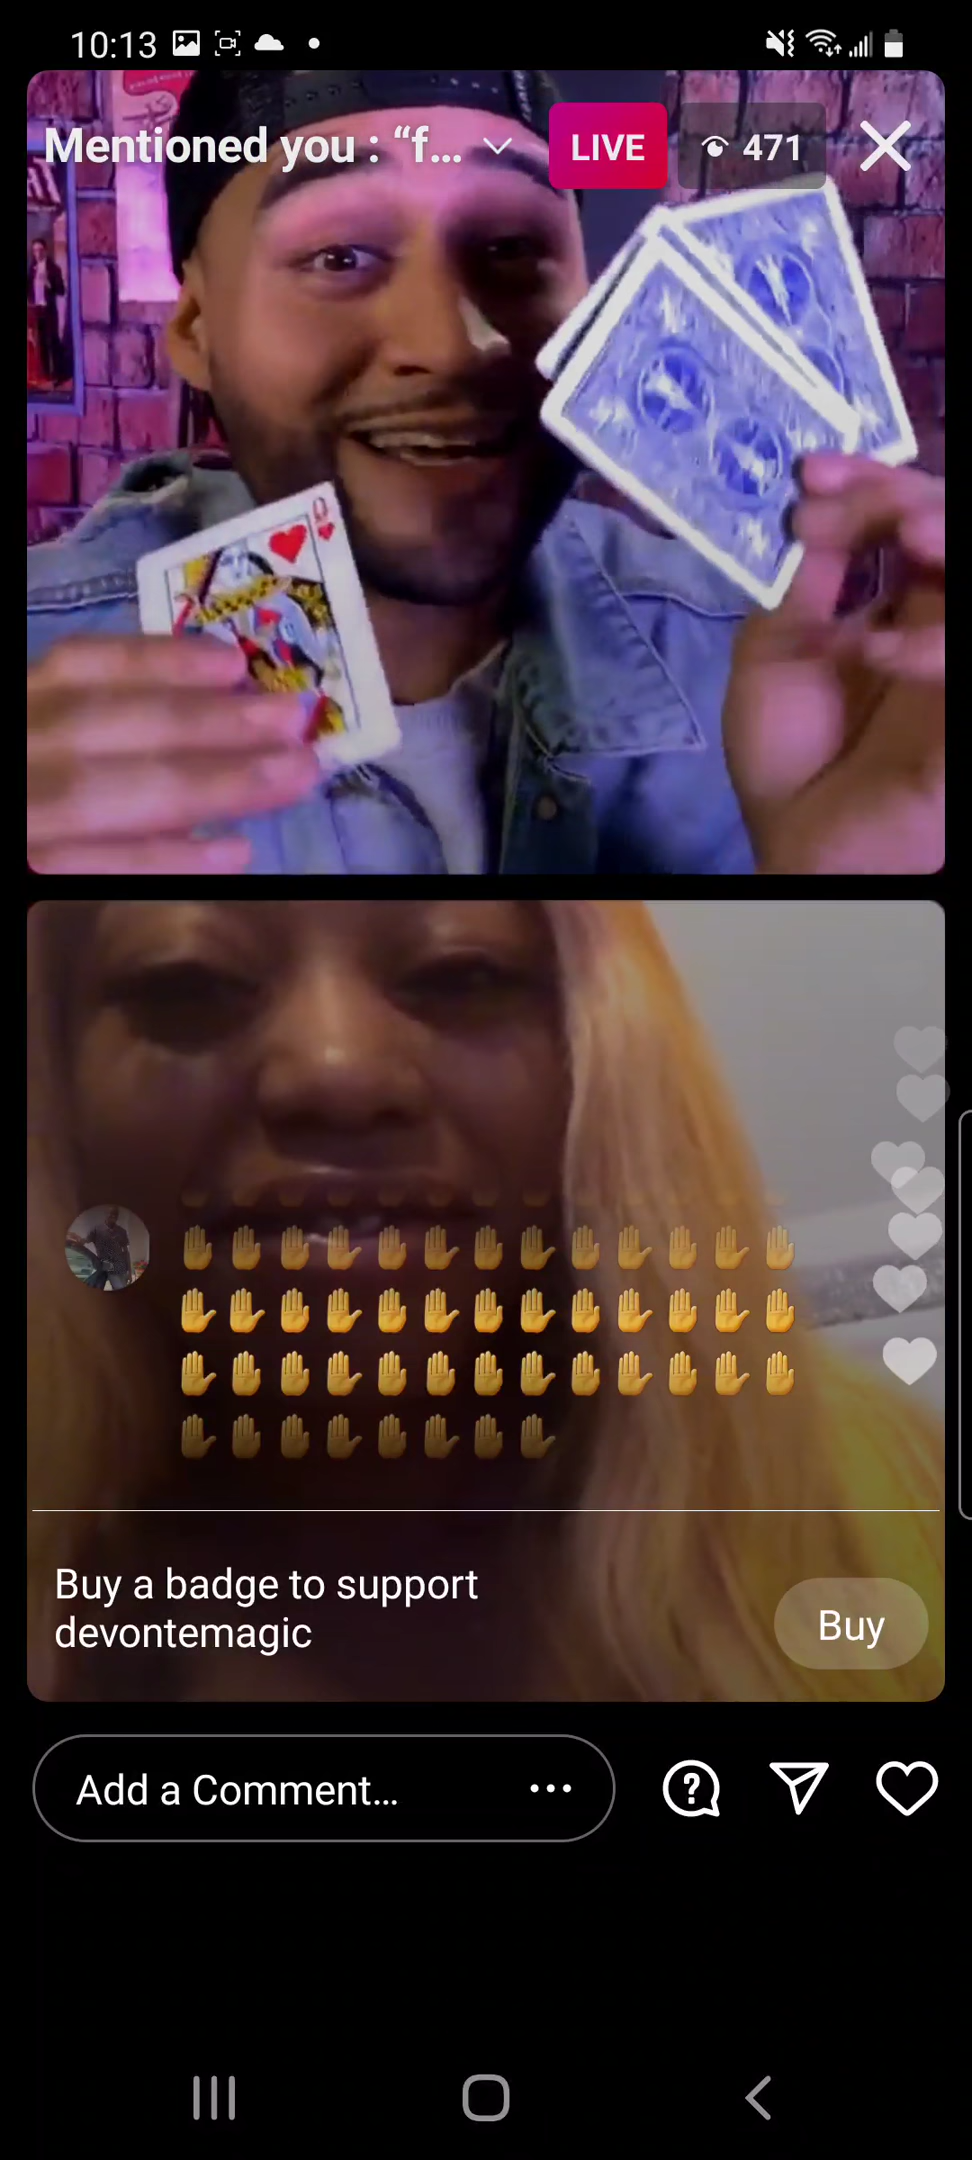 10:13
Mentioned you : “f...
LIVE
471
Q
Buy a badge to support
devontemagic
Buy
Add a Comment...